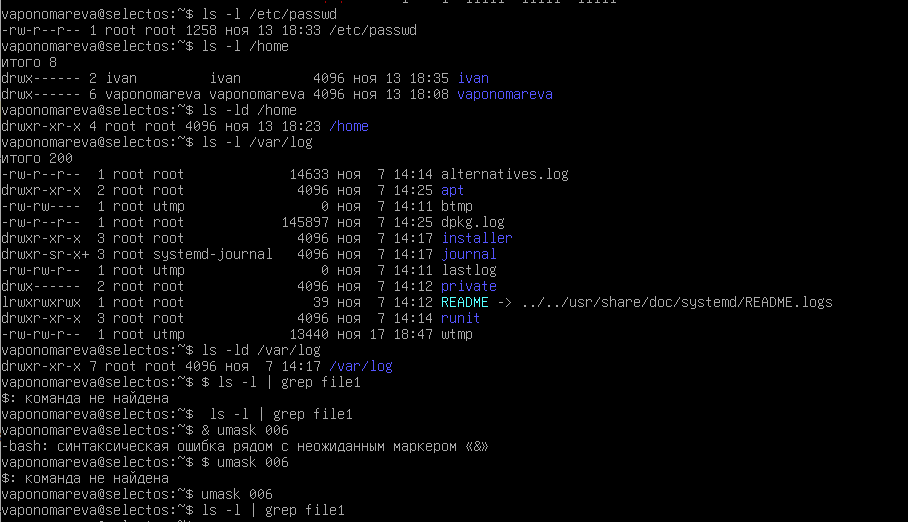 vaponomareva@selectos:~$ ls -l /etc/passwd
-rw-r--r-- 1 root root 1258 ноя 13 18:33 /etc/passwd
vaponomareva@selectos:~$ ls -l /home
итого 8
drwx------ 2 ivan         ivan         4096 ноя 13 18:35 ivan
drwx------ 6 vaponomareva vaponomareva 4096 ноя 13 18:08 vaponomareva
vaponomareva@selectos:~$ ls -ld /home
drwxr-xr-x 4 root root 4096 ноя 13 18:23 /home
vaponomareva@selectos:~$ ls -l /var/log
итого 200
-rw-r--r--  1 root root             14633 ноя  7 14:14 alternatives.log
drwxr-xr-x  2 root root              4096 ноя  7 14:25 apt
-rw-rw----  1 root utmp                 0 ноя  7 14:11 btmp
-rw-r--r--  1 root root            145897 ноя  7 14:25 dpkg.log
drwxr-xr-x  3 root root              4096 ноя  7 14:17 installer
drwxr-sr-x+ 3 root systemd-journal   4096 ноя  7 14:17 journal
-rw-rw-r--  1 root utmp                 0 ноя  7 14:11 lastlog
drwx------  2 root root              4096 ноя  7 14:12 private
lrwxrwxrwx  1 root root                39 ноя  7 14:12 README -> ../../usr/share/doc/systemd/README.logs
drwxr-xr-x  3 root root              4096 ноя  7 14:14 runit
-rw-rw-r--  1 root utmp             13440 ноя 17 18:47 wtmp
vaponomareva@selectos:~$ ls -ld /var/log
drwxr-xr-x 7 root root 4096 ноя  7 14:17 /var/log
vaponomareva@selectos:~$ $ ls -l | grep file1
$: команда не найдена
vaponomareva@selectos:~$  ls -l | grep file1
vaponomareva@selectos:~$ & umask 006
-bash: синтаксическая ошибка рядом с неожиданным маркером «&»
vaponomareva@selectos:~$ $ umask 006
$: команда не найдена
vaponomareva@selectos:~$ umask 006
vaponomareva@selectos:~$ ls -l | grep file1